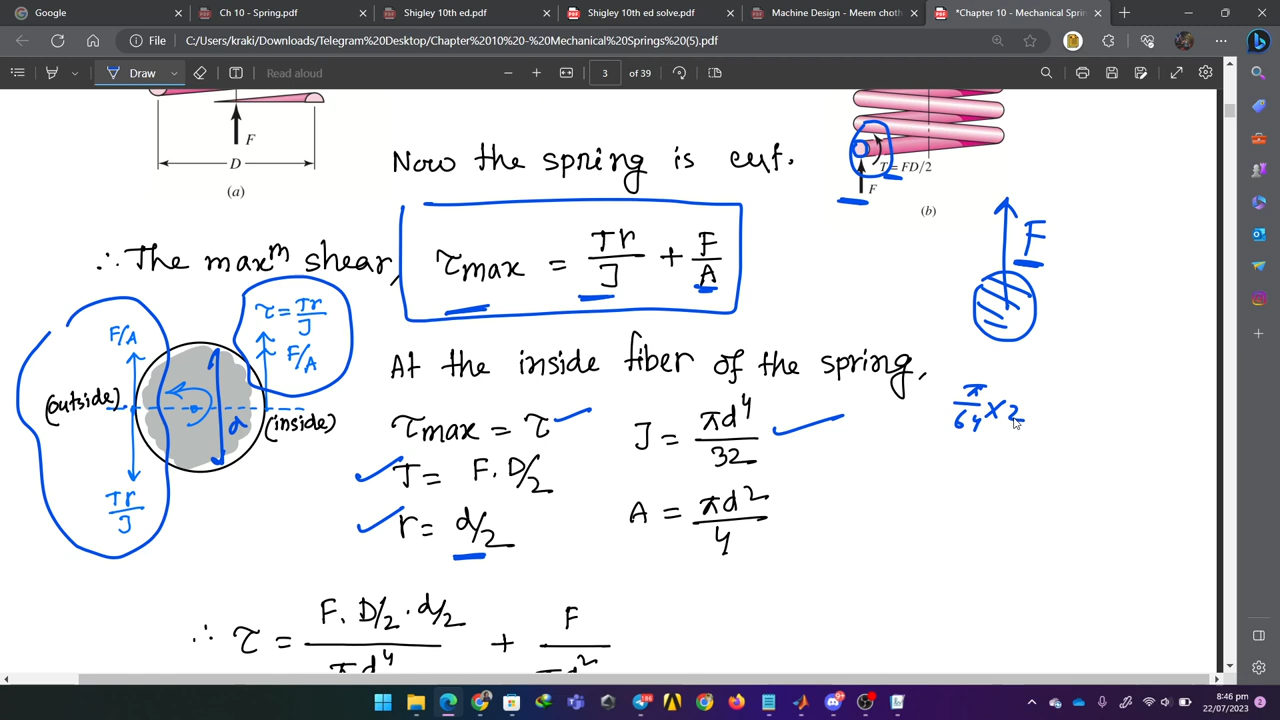 Google
Ch 10 - Spring.pdf
Shigley 10th ed.pdf
Shigley 10th ed solve.pdf
Machine Design - Meem choth
*Chapter 10 - Mechanical Sprin
File
C:/Users/kraki/Downloads/Telegram%20Desktop/Chapter%2010%20-%20Mechanical%20Springs%20(5).pdf
Draw
Read aloud
3 of 39
F
D
(a)
T = FD/2
F
(b)
Now the spring is cut.
∴ The maxᵐ shear,
τmax = Tr/J + F/A
F
τ = Tr/J
F/A
F/A
(outside)
d
(inside)
Tr/J
At the inside fiber of the spring,
τmax = τ
J = πd⁴/32
π/64 × 2
T = F. D/2
r = d/2
A = πd²/4
∴ τ = F. D/2 . d/2 / πd⁴ + F / πd²
8:46 pm
22/07/2023